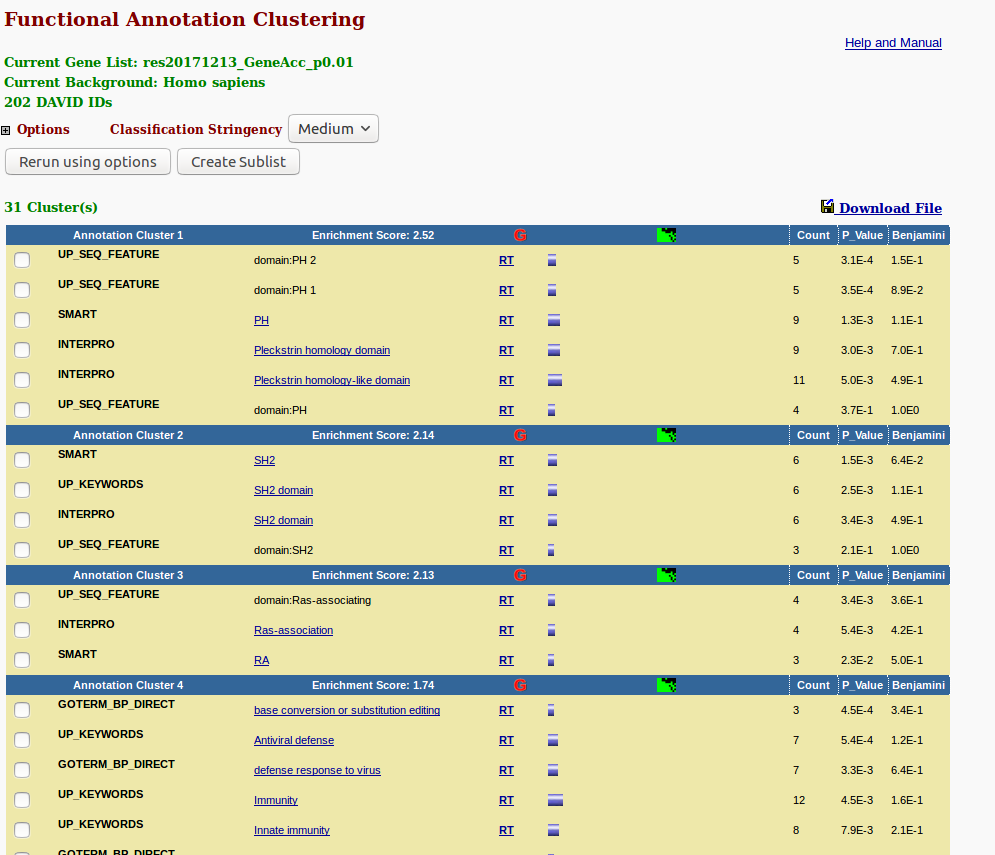 Functional Annotation Clustering
Help and Manual
Current Gene List: res20171213_GeneAcc_p0.01
Current Background: Homo sapiens
202 DAVID IDs
Options Classification Stringency Medium
Rerun using options Create Sublist
31 Cluster(s) Download File
Annotation Cluster 1 Enrichment Score: 2.52 G Count P_Value Benjamini
UP_SEQ_FEATURE domain:PH 2 RT 5 3.1E-4 1.5E-1
UP_SEQ_FEATURE domain:PH 1 RT 5 3.5E-4 8.9E-2
SMART PH RT 9 1.3E-3 1.1E-1
INTERPRO Pleckstrin homology domain RT 9 3.0E-3 7.0E-1
INTERPRO Pleckstrin homology-like domain RT 11 5.0E-3 4.9E-1
UP_SEQ_FEATURE domain:PH RT 4 3.7E-1 1.0E0
Annotation Cluster 2 Enrichment Score: 2.14 G Count P_Value Benjamini
SMART SH2 RT 6 1.5E-3 6.4E-2
UP_KEYWORDS SH2 domain RT 6 2.5E-3 1.1E-1
INTERPRO SH2 domain RT 6 3.4E-3 4.9E-1
UP_SEQ_FEATURE domain:SH2 RT 3 2.1E-1 1.0E0
Annotation Cluster 3 Enrichment Score: 2.13 G Count P_Value Benjamini
UP_SEQ_FEATURE domain:Ras-associating RT 4 3.4E-3 3.6E-1
INTERPRO Ras-association RT 4 5.4E-3 4.2E-1
SMART RA RT 3 2.3E-2 5.0E-1
Annotation Cluster 4 Enrichment Score: 1.74 G Count P_Value Benjamini
GOTERM_BP_DIRECT base conversion or substitution editing RT 3 4.5E-4 3.4E-1
UP_KEYWORDS Antiviral defense RT 7 5.4E-4 1.2E-1
GOTERM_BP_DIRECT defense response to virus RT 7 3.3E-3 6.4E-1
UP_KEYWORDS Immunity RT 12 4.5E-3 1.6E-1
UP_KEYWORDS Innate immunity RT 8 7.9E-3 2.1E-1
GOTERM_BP_DIRECT